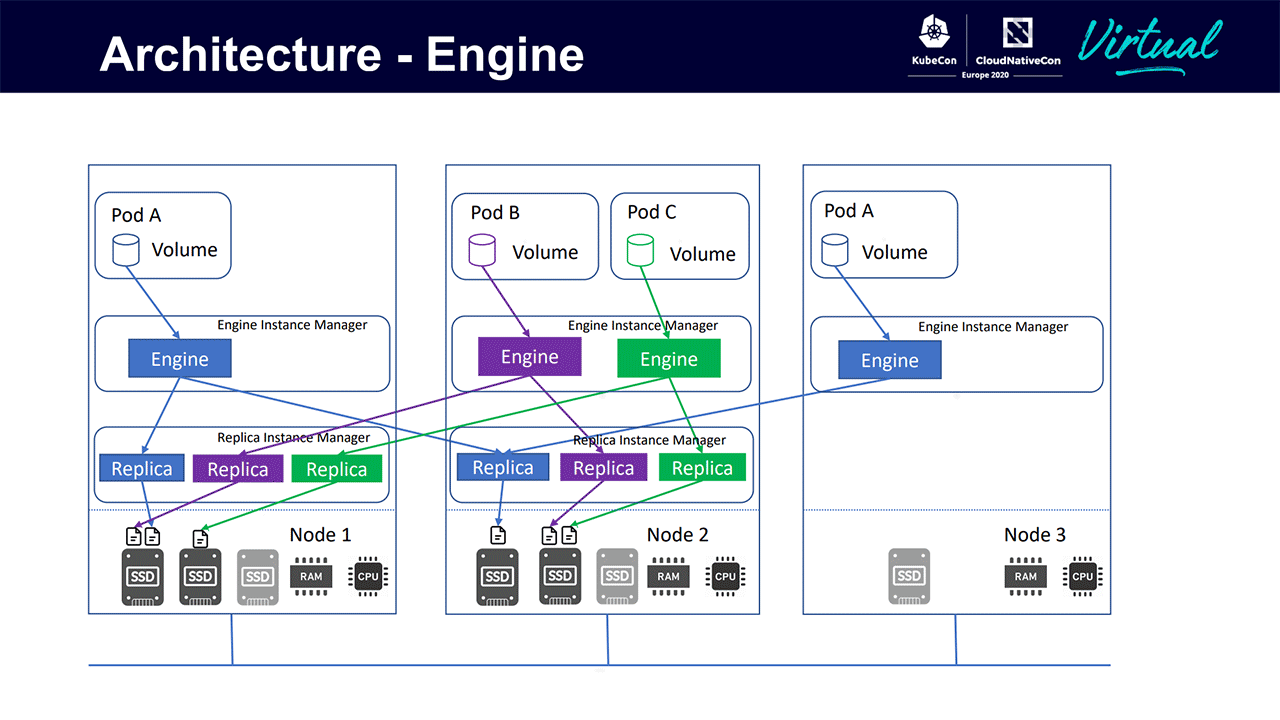 Architecture - Engine
KubeCon
CloudNativeCon
Europe 2020
Virtual
Pod A
Volume
Engine Instance Manager
Engine
Replica Instance Manager
Replica
Replica
Replica
Node 1
SSD
SSD
SSD
RAM
CPU
Pod B
Volume
Pod C
Volume
Engine Instance Manager
Engine
Engine
Replica Instance Manager
Replica
Replica
Replica
Node 2
SSD
SSD
SSD
RAM
CPU
Pod A
Volume
Engine Instance Manager
Engine
Node 3
SSD
RAM
CPU